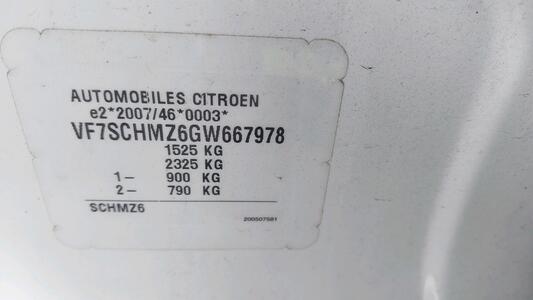 AUTOMOBILES CITROEN
e2*2007/46*0003*
VF7SCHMZ6GW667978
1525 KG
2325 KG
1– 900 KG
2– 790 KG
SCHMZ6
200507581